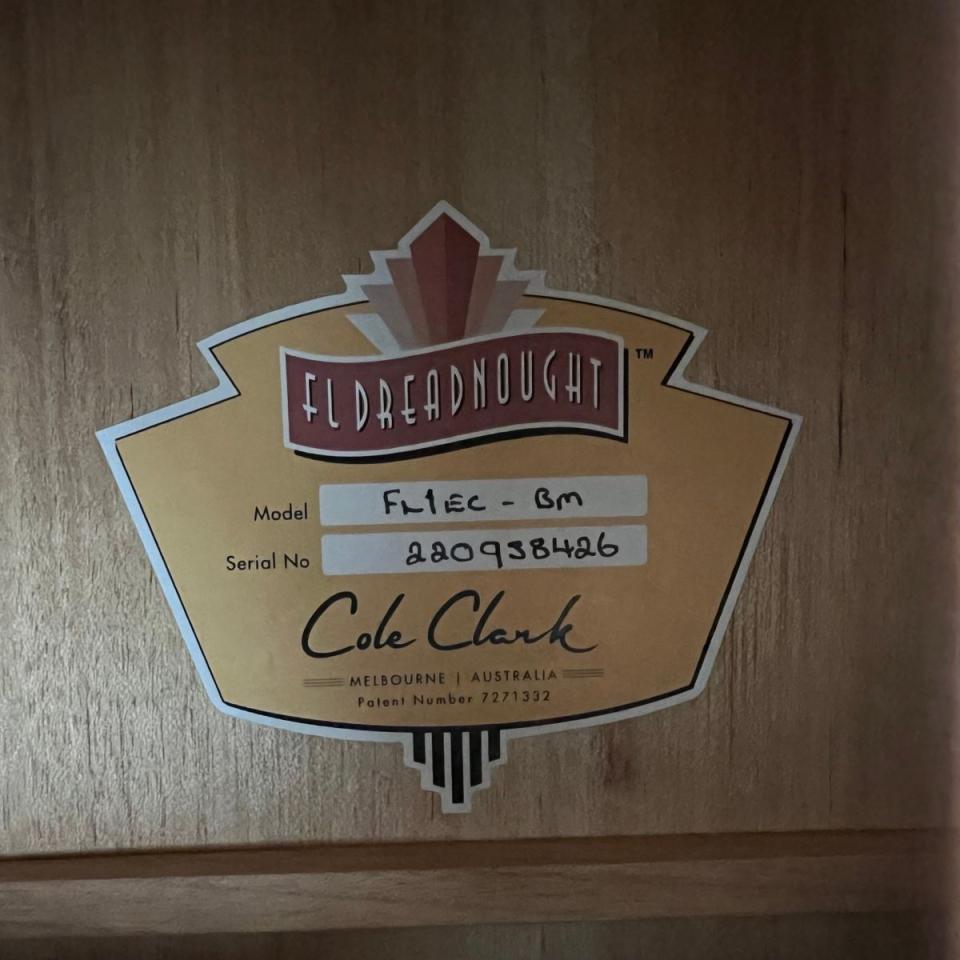 FL DREADNOUGHT TM
Model FL1EC - BM
Serial No 220938426
Cole Clark
MELBOURNE | AUSTRALIA
Patent Number 7271332